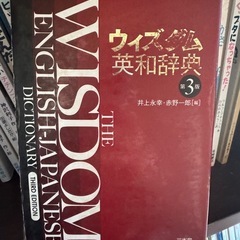 ウィズダム
英和辞典
第3版
井上永幸・赤野一郎[編]
THE
WISDOM
ENGLISH-JAPANESE
DICTIONARY
THIRD EDITION